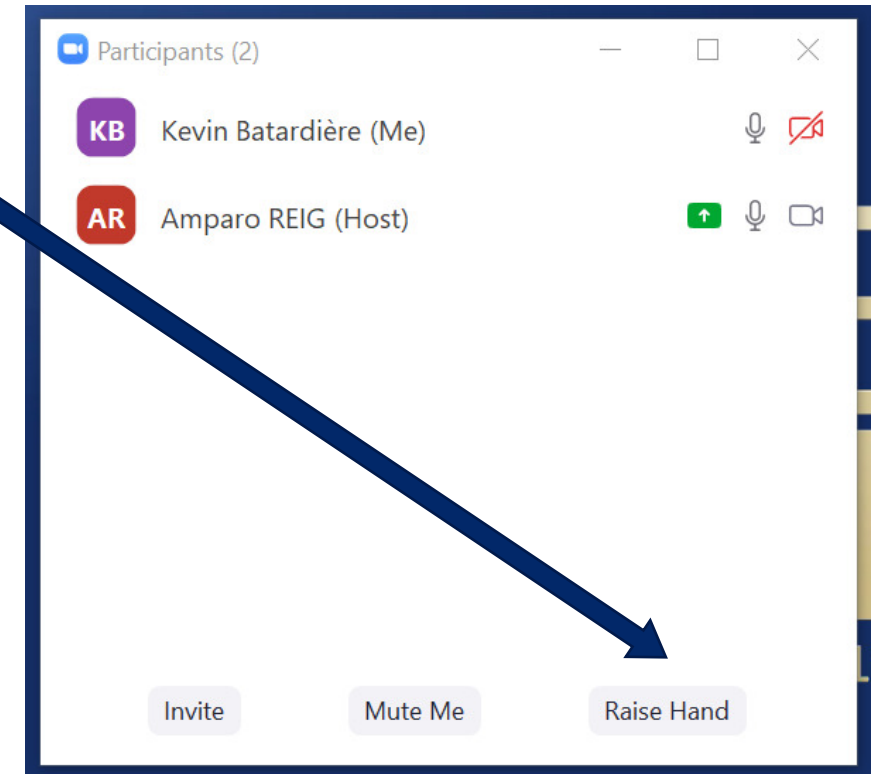 Participants (2)
KB Kevin Batardière (Me)
AR Amparo REIG (Host)
Invite Mute Me Raise Hand